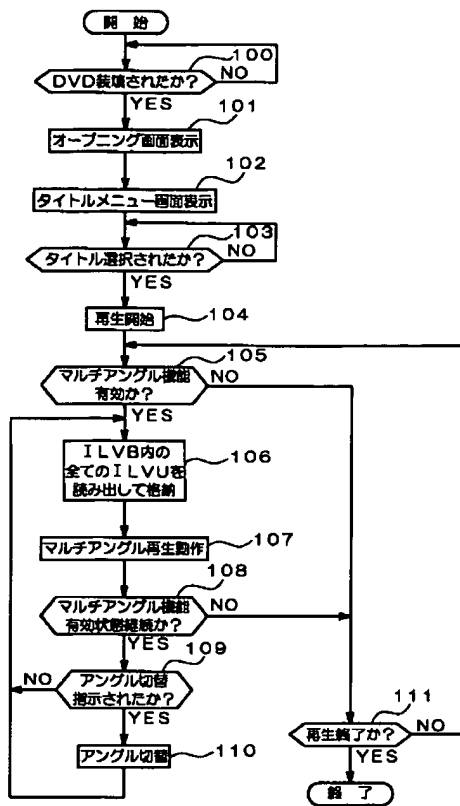 開 始
100
DVD装填されたか?
NO
YES
101
オープニング画面表示
102
タイトルメニュー画面表示
103
タイトル選択されたか?
NO
YES
再生開始
104
105
マルチアングル機能
有効か?
NO
YES
ILVB内の
全てのILVUを
読み出して格納
106
マルチアングル再生動作
107
108
マルチアングル機能
有効状態継続か?
NO
YES
109
NO
アングル切替
指示されたか?
YES
アングル切替
110
111
再生終了か?
NO
YES
終 了